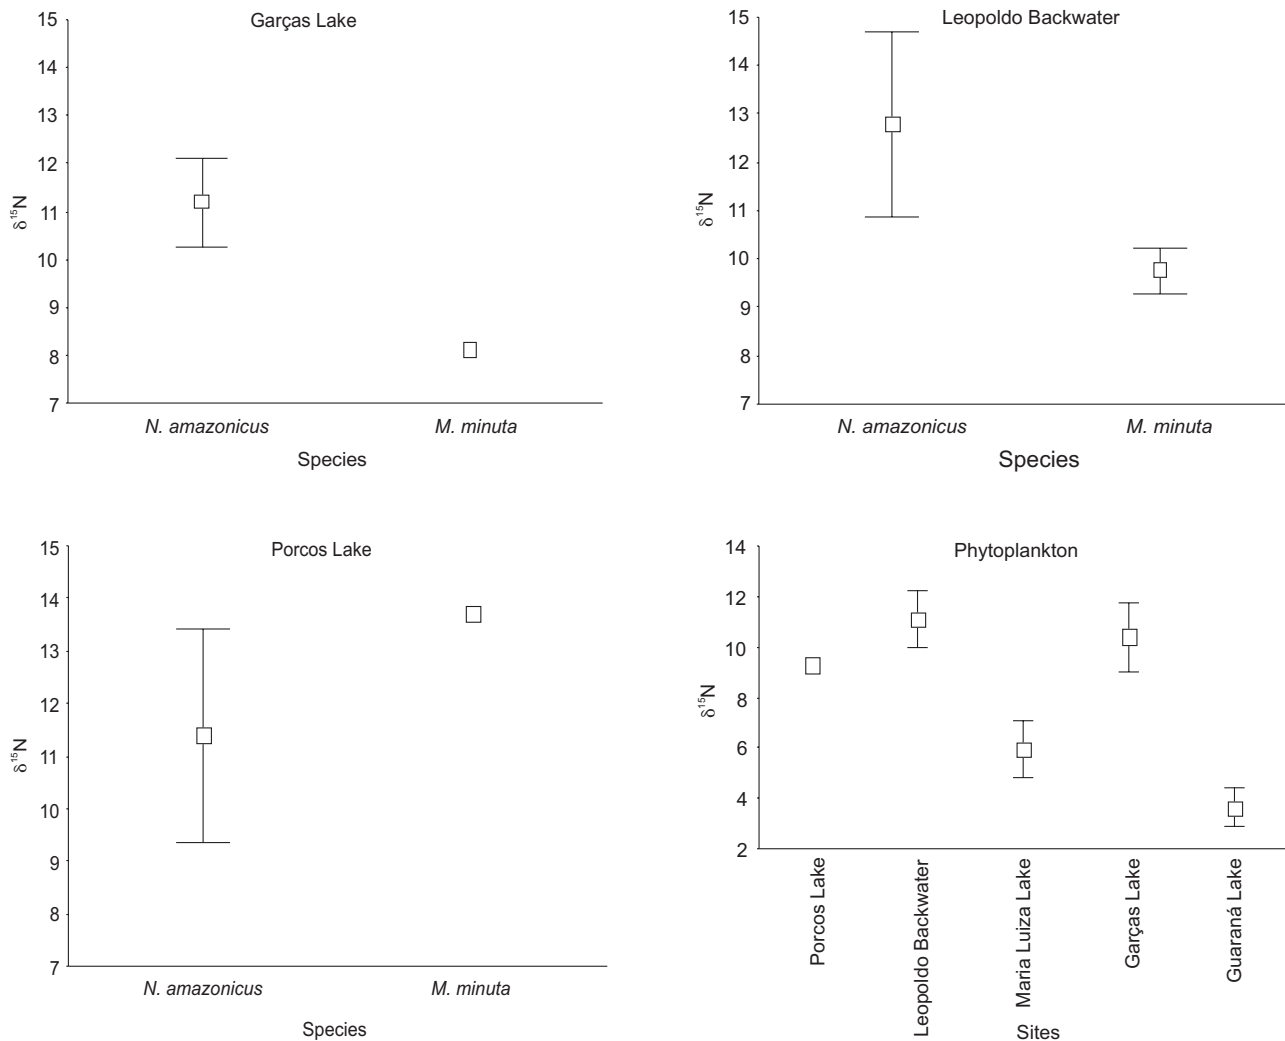 Garças Lake
15
14
13
12
11
10
9
8
7
δ¹⁵N
N. amazonicus M. minuta
Species
Leopoldo Backwater
15
14
13
12
11
10
9
8
7
δ¹⁵N
N. amazonicus M. minuta
Species
Porcos Lake
15
14
13
12
11
10
9
8
7
δ¹⁵N
N. amazonicus M. minuta
Species
Phytoplankton
14
12
10
8
6
4
2
δ¹⁵N
Porcos Lake
Leopoldo Backwater
Maria Luiza Lake
Garças Lake
Guaraná Lake
Sites